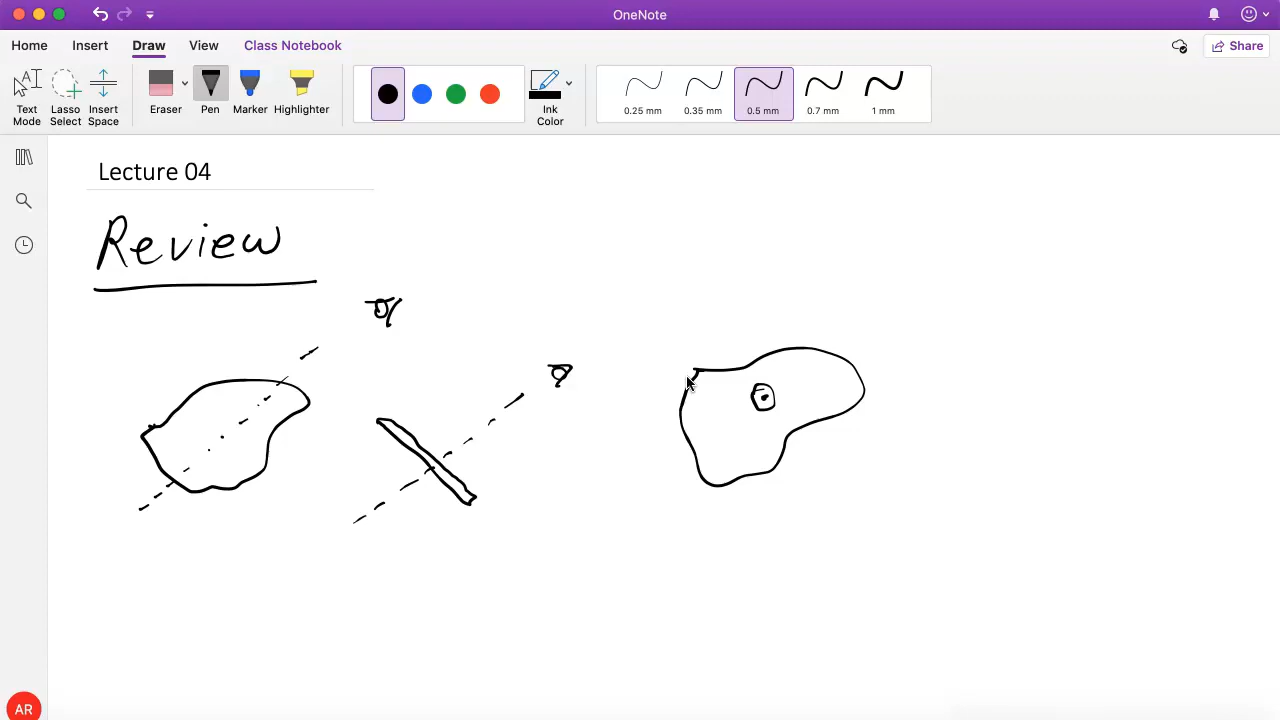 OneNote
Home Insert Draw View Class Notebook Share
Text Mode Lasso Select Insert Space Eraser Pen Marker Highlighter Ink Color 0.25 mm 0.35 mm 0.5 mm 0.7 mm 1 mm
Lecture 04
Review
AR